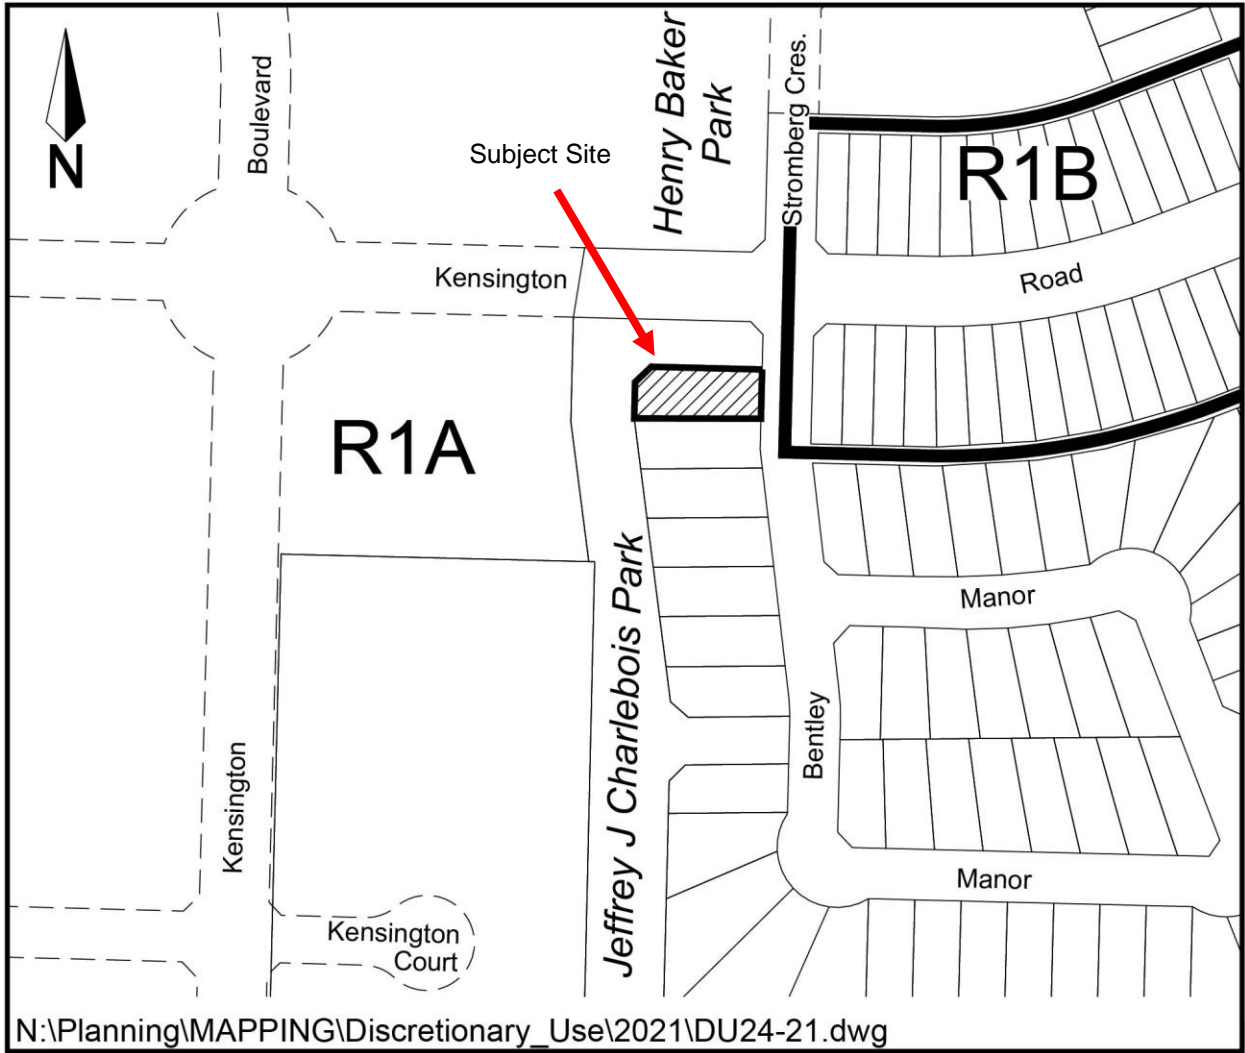 Boulevard
Henry Baker
Park
Stromberg Cres.
N
Subject Site
R1B
Kensington
Road
R1A
Manor
Jeffrey J Charlebois Park
Bentley
Kensington
Manor
Kensington
Court
N:\Planning\MAPPING\Discretionary_Use\2021\DU24-21.dwg